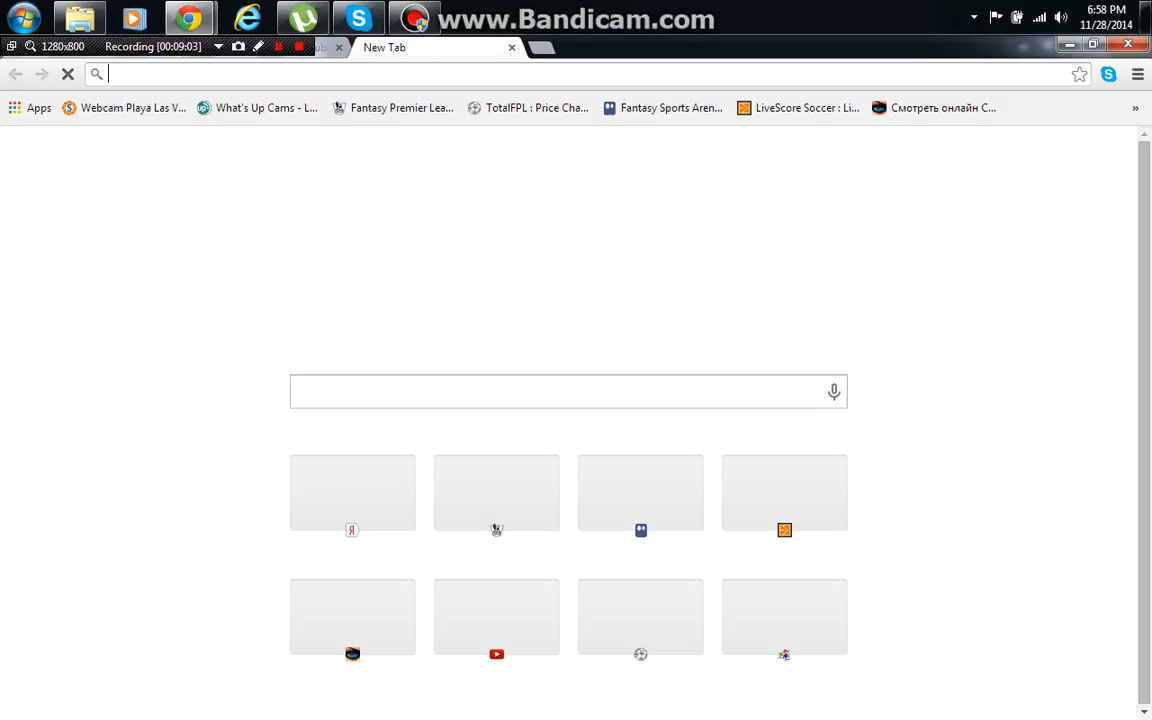 www.Bandicam.com
6:58 PM
11/28/2014
1280x800 Recording [00:09:03]
New Tab
Apps Webcam Playa Las V... What's Up Cams - L... Fantasy Premier Lea... TotalFPL : Price Cha... Fantasy Sports Aren... LiveScore Soccer : Li... Смотреть онлайн С... »
Я